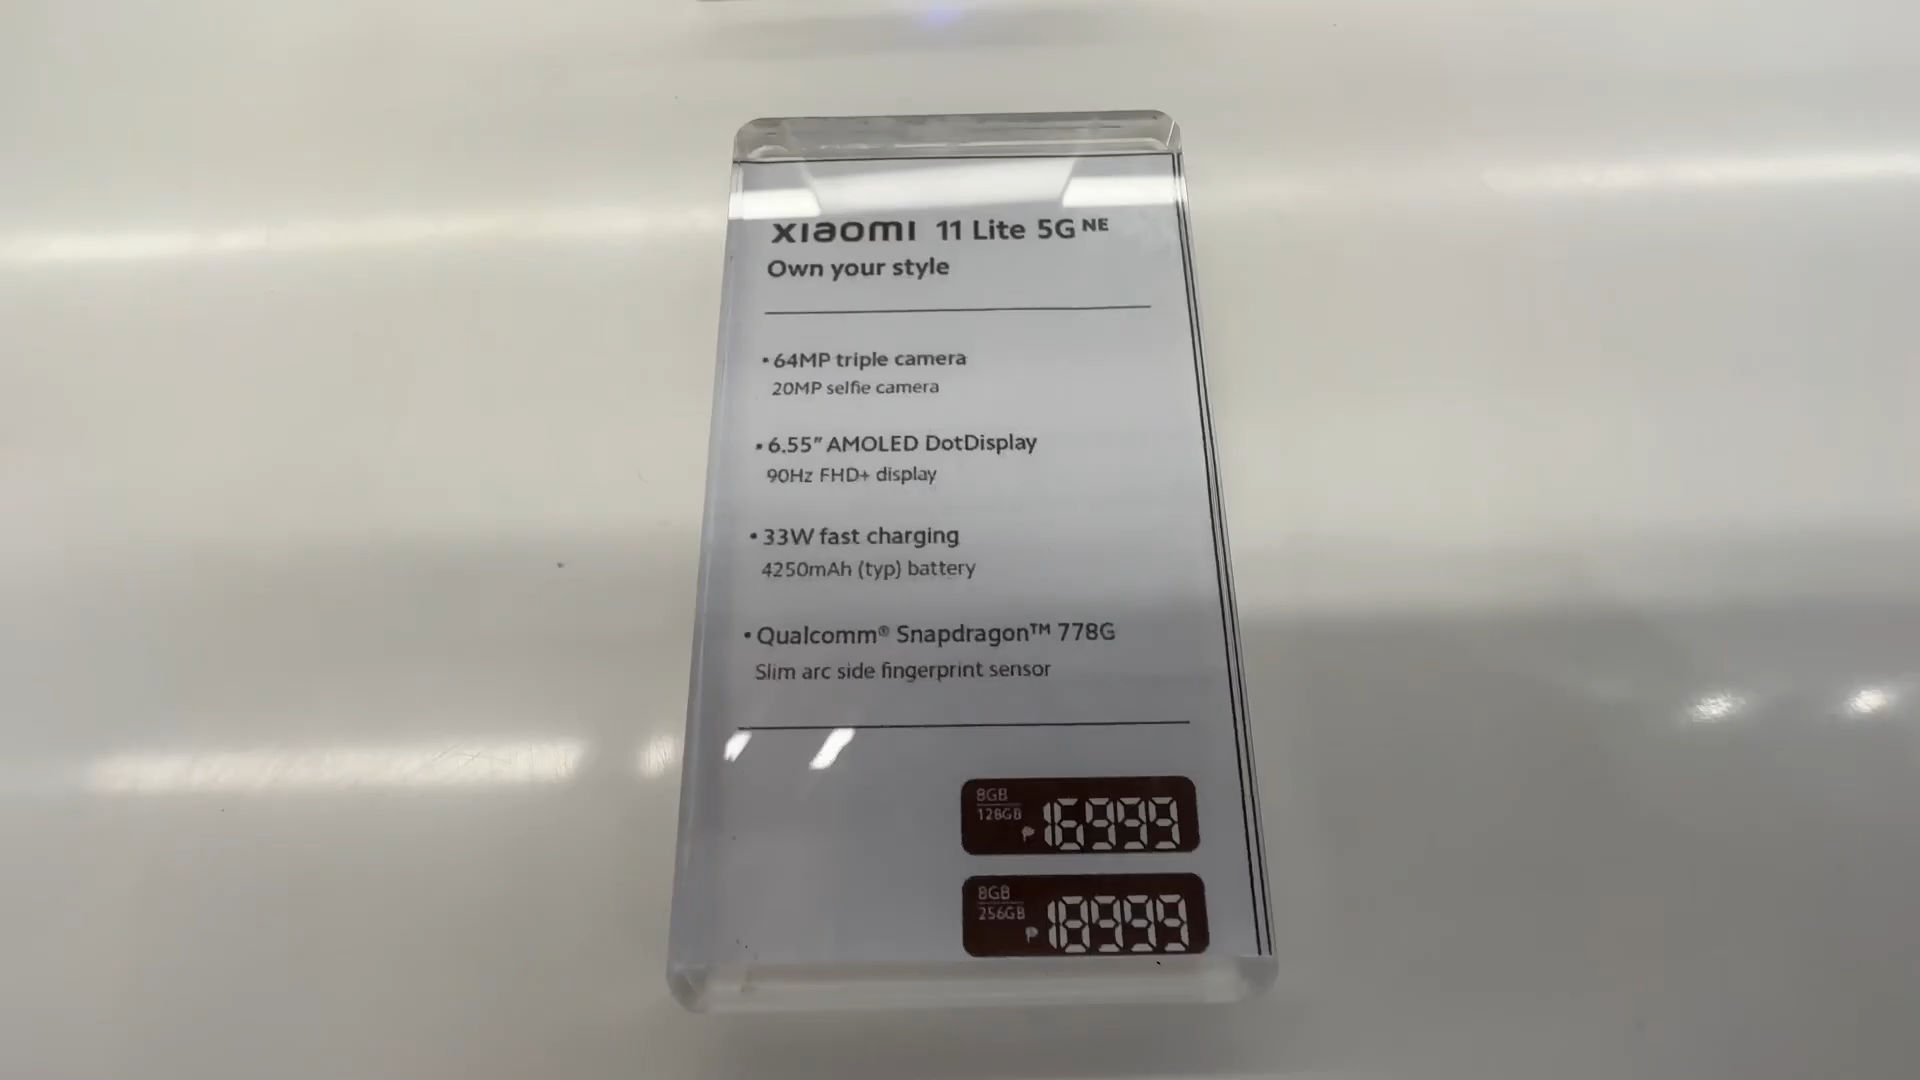 xiaomi 11 Lite 5G NE
Own your style
• 64MP triple camera
20MP selfie camera
• 6.55″ AMOLED DotDisplay
90Hz FHD+ display
• 33W fast charging
4250mAh (typ) battery
• Qualcomm® Snapdragon™ 778G
Slim arc side fingerprint sensor
8GB
128GB
₱ 16999
8GB
256GB
₱ 18999